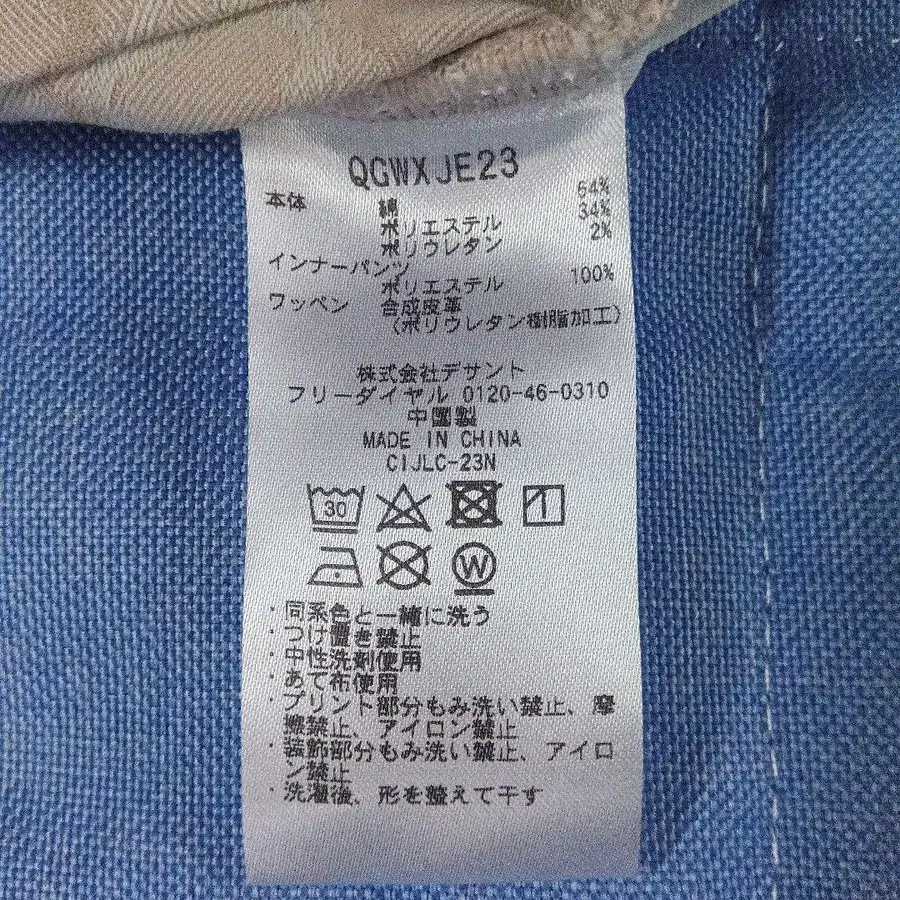 QGWXJE23
本体 綿 64%
ポリエステル 34%
ポリウレタン 2%
インナーパンツ
ポリエステル 100%
ワッペン 合成皮革
(ポリウレタン樹脂加工)
株式会社デサント
フリーダイヤル 0120-46-0310
中国製
MADE IN CHINA
CIJLC-23N
30
W
・同系色と一緒に洗う
・つけ置き禁止
・中性洗剤使用
・あて布使用
・プリント部分もみ洗い禁止、摩
擦禁止、アイロン禁止
・装飾部分もみ洗い禁止、アイロ
ン禁止
・洗濯後、形を整えて干す